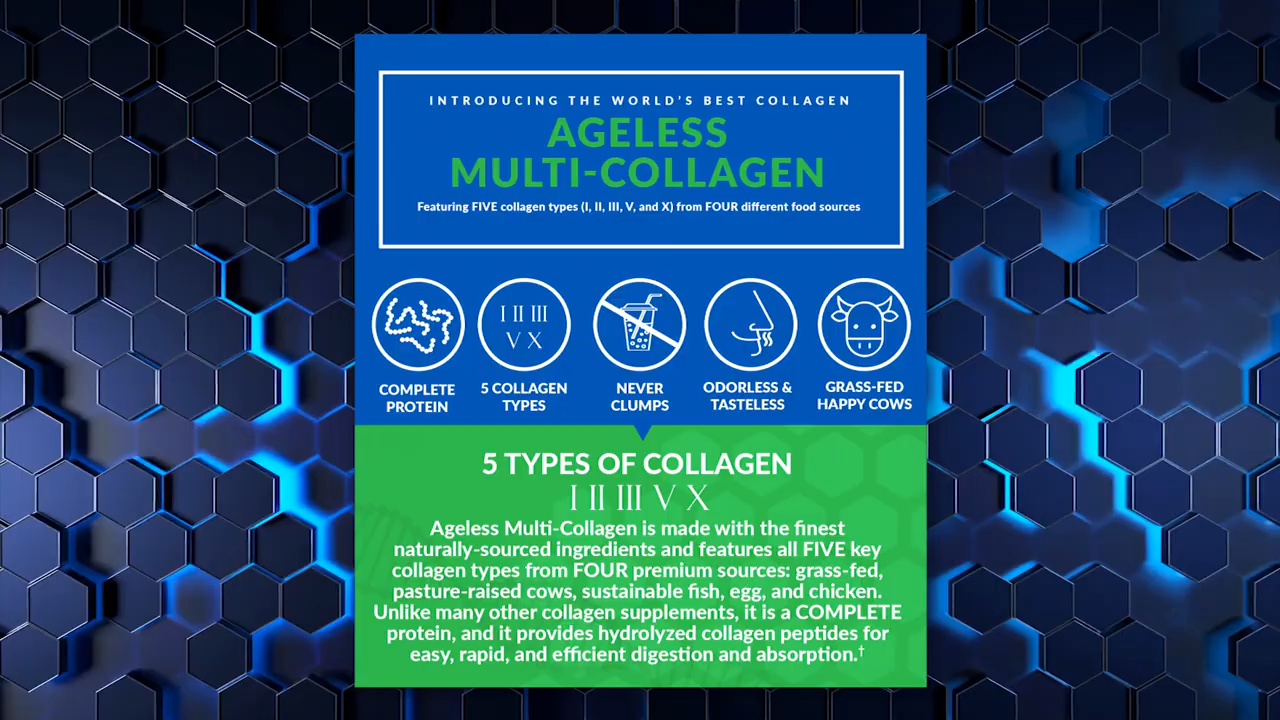 INTRODUCING THE WORLD'S BEST COLLAGEN
AGELESS
MULTI-COLLAGEN
Featuring FIVE collagen types (I, II, III, V, and X) from FOUR different food sources
I II III
V X
COMPLETE
PROTEIN
5 COLLAGEN
TYPES
NEVER
CLUMPS
ODORLESS &
TASTELESS
GRASS-FED
HAPPY COWS
5 TYPES OF COLLAGEN
I II III V X
Ageless Multi-Collagen is made with the finest
naturally-sourced ingredients and features all FIVE key
collagen types from FOUR premium sources: grass-fed,
pasture-raised cows, sustainable fish, egg, and chicken.
Unlike many other collagen supplements, it is a COMPLETE
protein, and it provides hydrolyzed collagen peptides for
easy, rapid, and efficient digestion and absorption.†